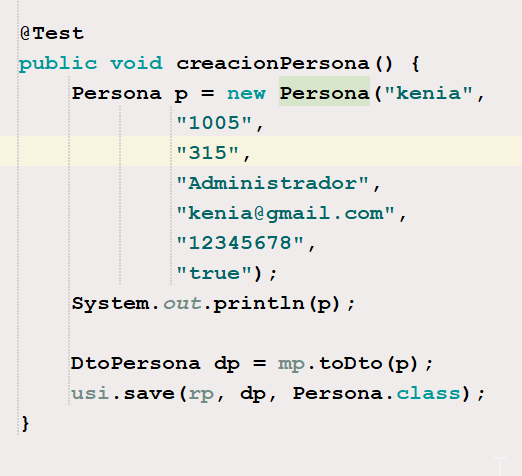 @Test
public void creacionPersona() {
Persona p = new Persona("kenia",
"1005",
"315",
"Administrador",
"kenia@gmail.com",
"12345678",
"true");
System.out.println(p);
DtoPersona dp = mp.toDto(p);
usi.save(rp, dp, Persona.class);
}